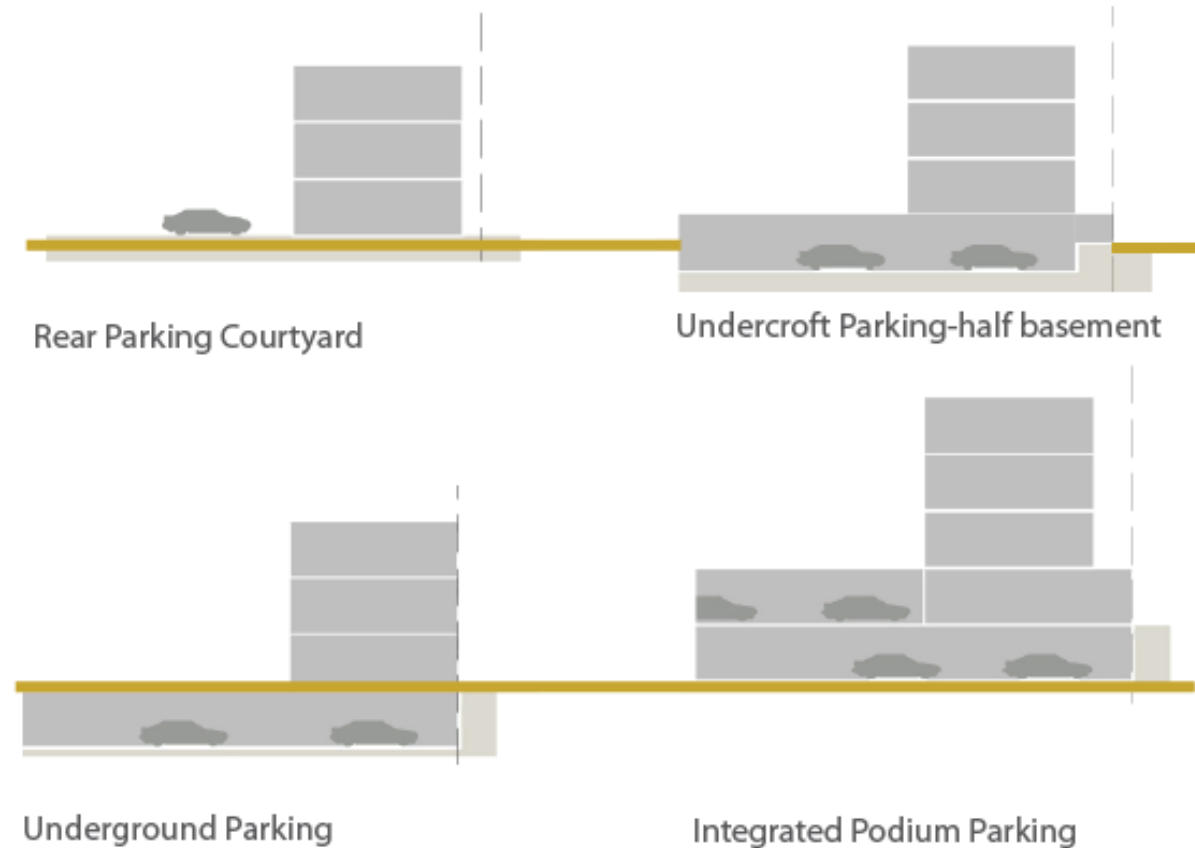 Rear Parking Courtyard
Undercroft Parking-half basement
Underground Parking
Integrated Podium Parking